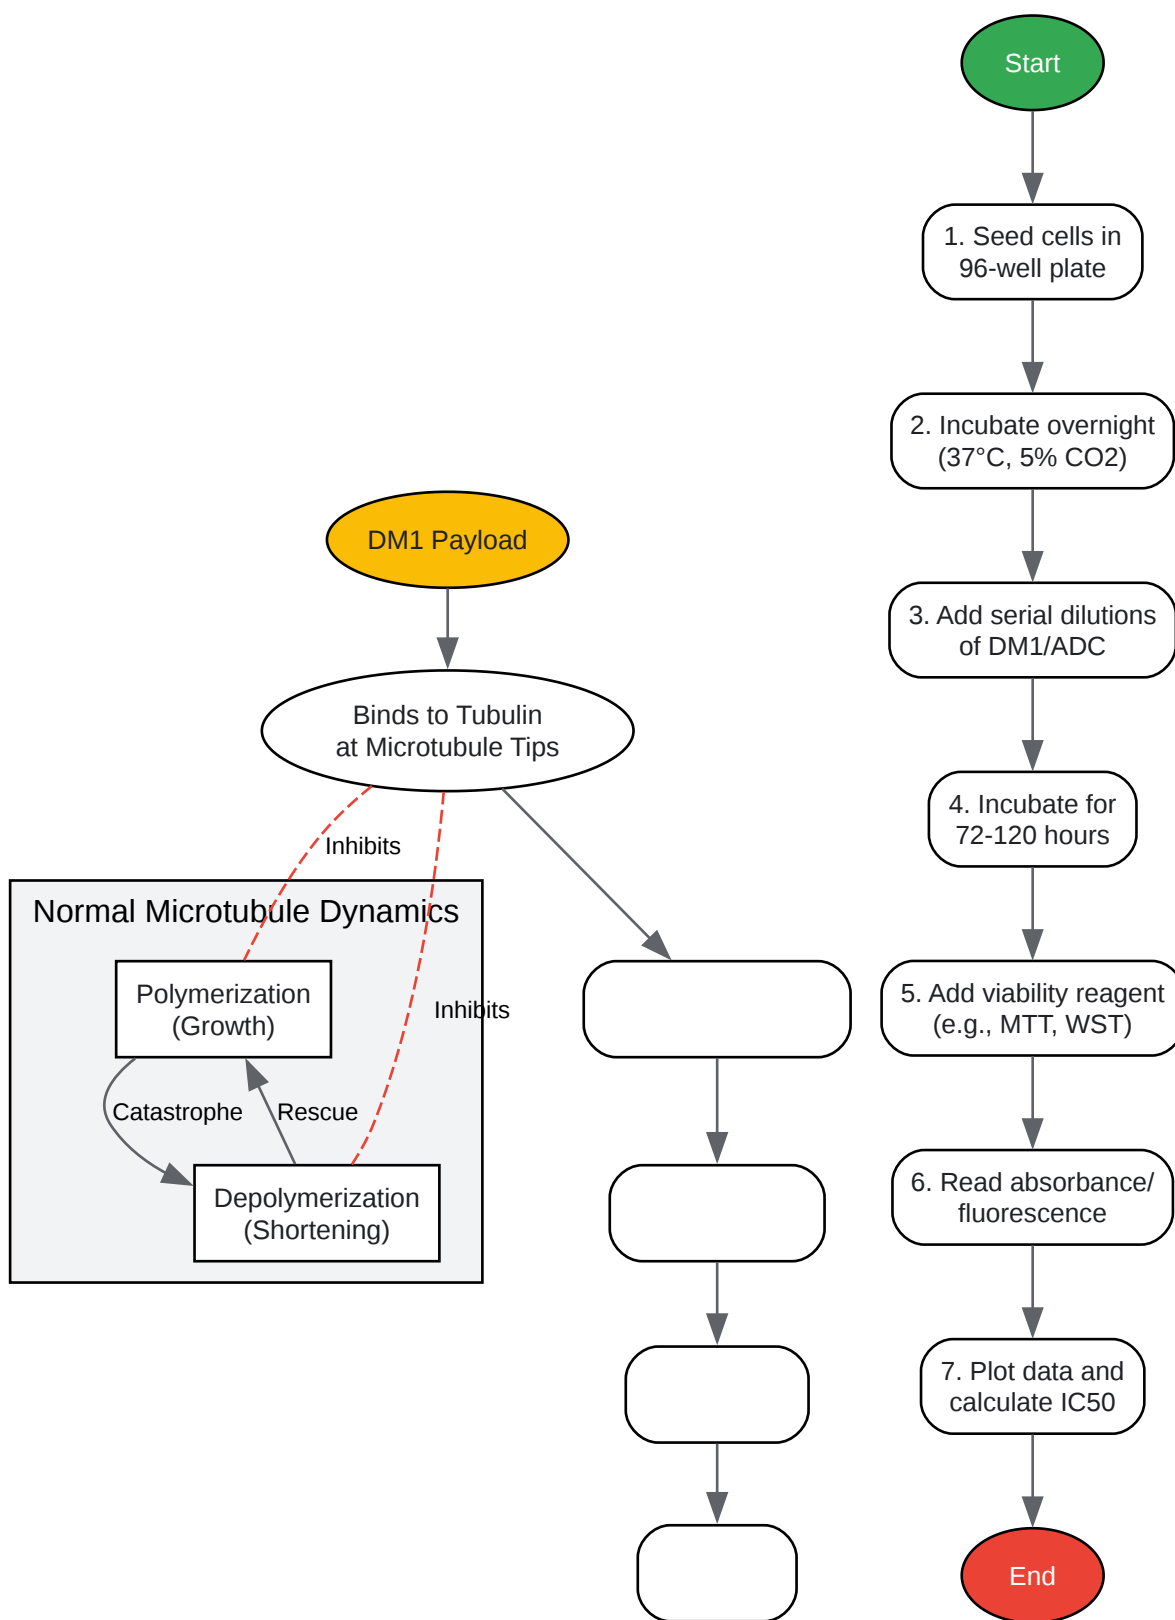 DM1 Payload
Binds to Tubulin
at Microtubule Tips
Inhibits
Inhibits
Normal Microtubule Dynamics
Polymerization
(Growth)
Catastrophe
Rescue
Depolymerization
(Shortening)
Start
1. Seed cells in
96-well plate
2. Incubate overnight
(37°C, 5% CO2)
3. Add serial dilutions
of DM1/ADC
4. Incubate for
72-120 hours
5. Add viability reagent
(e.g., MTT, WST)
6. Read absorbance/
fluorescence
7. Plot data and
calculate IC50
End